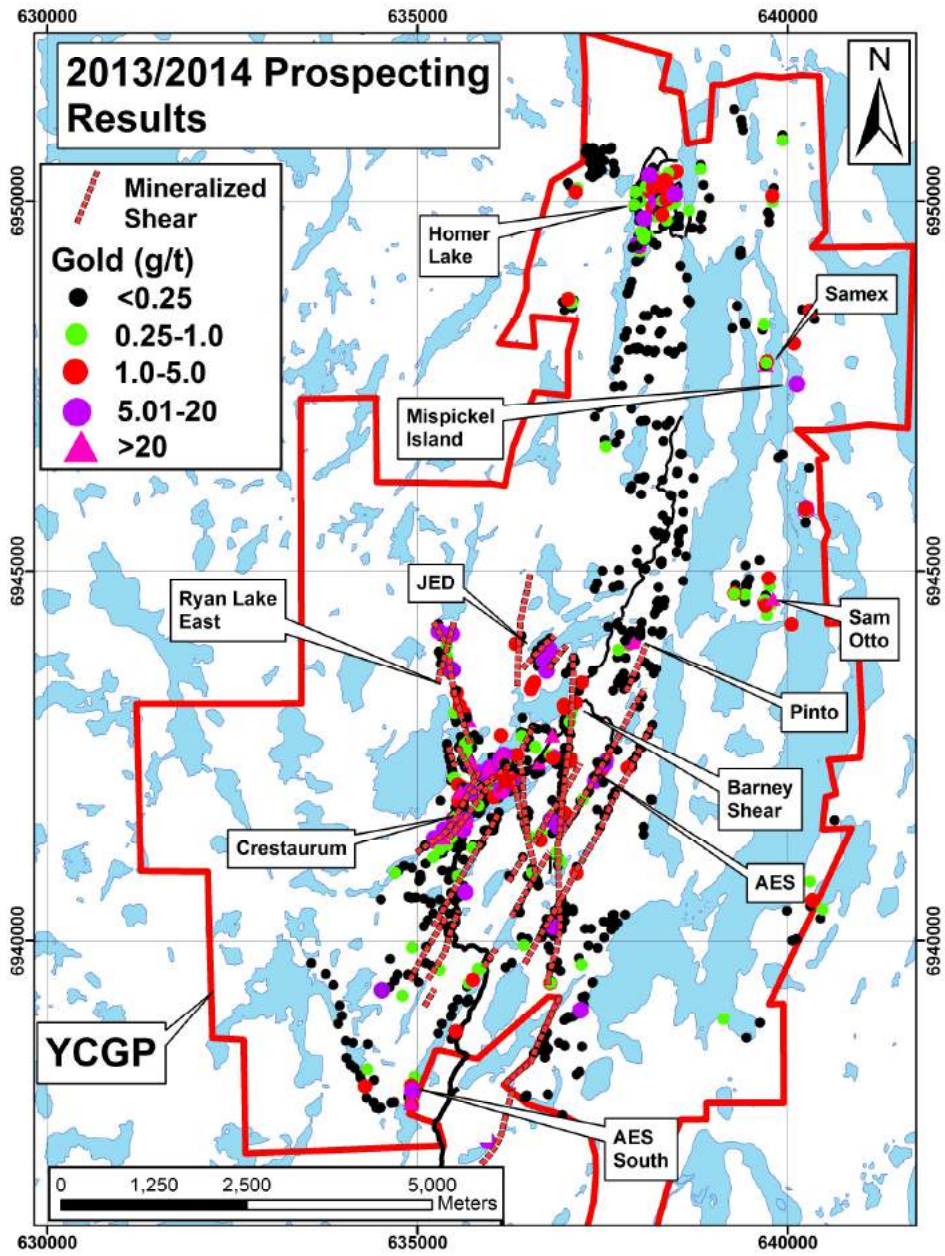 630000
635000
640000
2013/2014 Prospecting
Results
N
Mineralized
Shear
Gold (g/t)
<0.25
0.25-1.0
1.0-5.0
5.01-20
>20
6950000
6950000
Homer
Lake
Samex
Mispickel
Island
6945000
6945000
JED
Ryan Lake
East
Sam
Otto
Pinto
Barney
Shear
Crestaurum
AES
6940000
6940000
YCGP
AES
South
0
1,250
2,500
5,000
Meters
630000
635000
640000